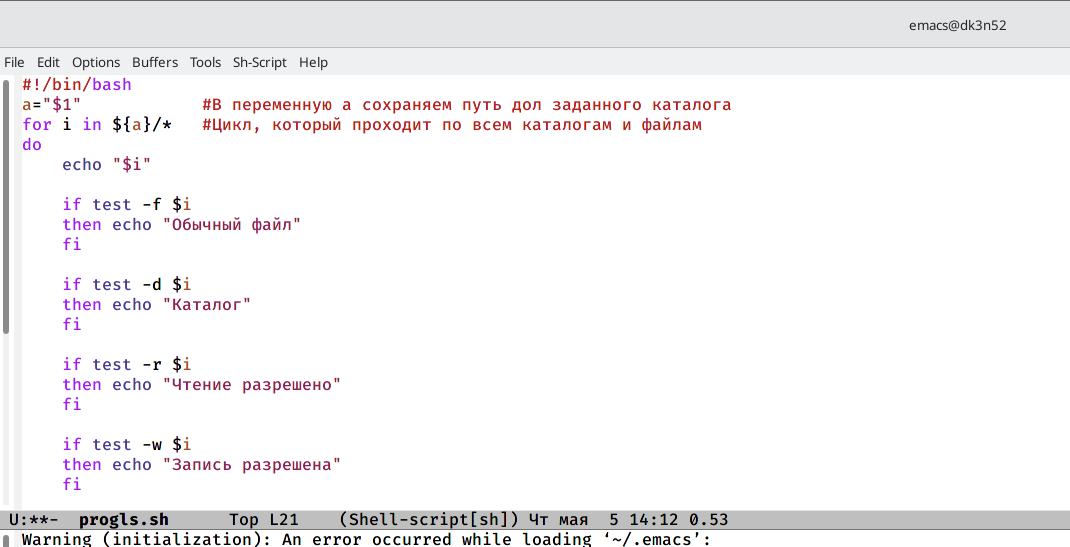 emacs@dk3n52
File Edit Options Buffers Tools Sh-Script Help
#!/bin/bash
a="$1" #В переменную а сохраняем путь дол заданного каталога
for i in ${a}/* #Цикл, который проходит по всем каталогам и файлам
do
echo "$i"
if test -f $i
then echo "Обычный файл"
fi
if test -d $i
then echo "Каталог"
fi
if test -r $i
then echo "Чтение разрешено"
fi
if test -w $i
then echo "Запись разрешена"
fi
U:**- progls.sh Top L21 (Shell-script[sh]) Чт мая 5 14:12 0.53
Warning (initialization): An error occurred while loading ‘~/.emacs’: